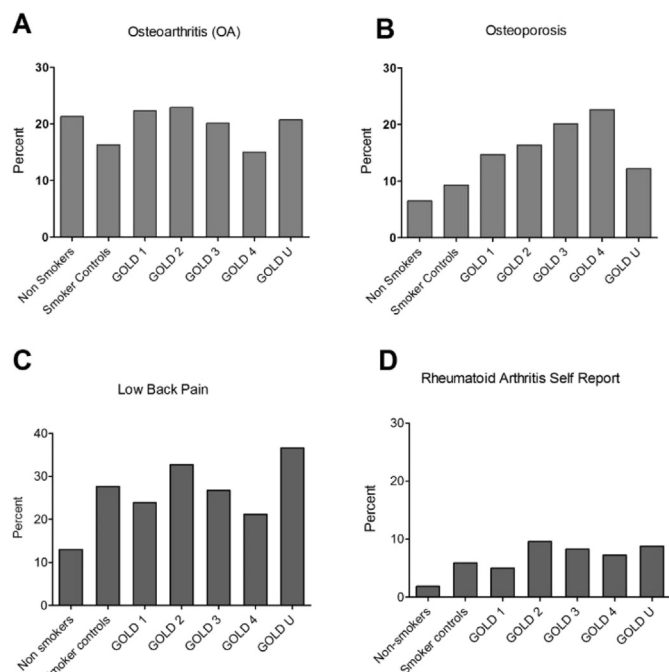 A
Osteoarthritis (OA)
Percent
30
20
10
0
Non Smokers
Smoker Controls
GOLD 1
GOLD 2
GOLD 3
GOLD 4
GOLD U
B
Osteoporosis
Percent
30
20
10
0
Non Smokers
Smoker Controls
GOLD 1
GOLD 2
GOLD 3
GOLD 4
GOLD U
C
Low Back Pain
Percent
40
30
20
10
0
Non smokers
Smoker controls
GOLD 1
GOLD 2
GOLD 3
GOLD 4
GOLD U
D
Rheumatoid Arthritis Self Report
Percent
30
20
10
0
Non-smokers
Smoker controls
GOLD 1
GOLD 2
GOLD 3
GOLD 4
GOLD U